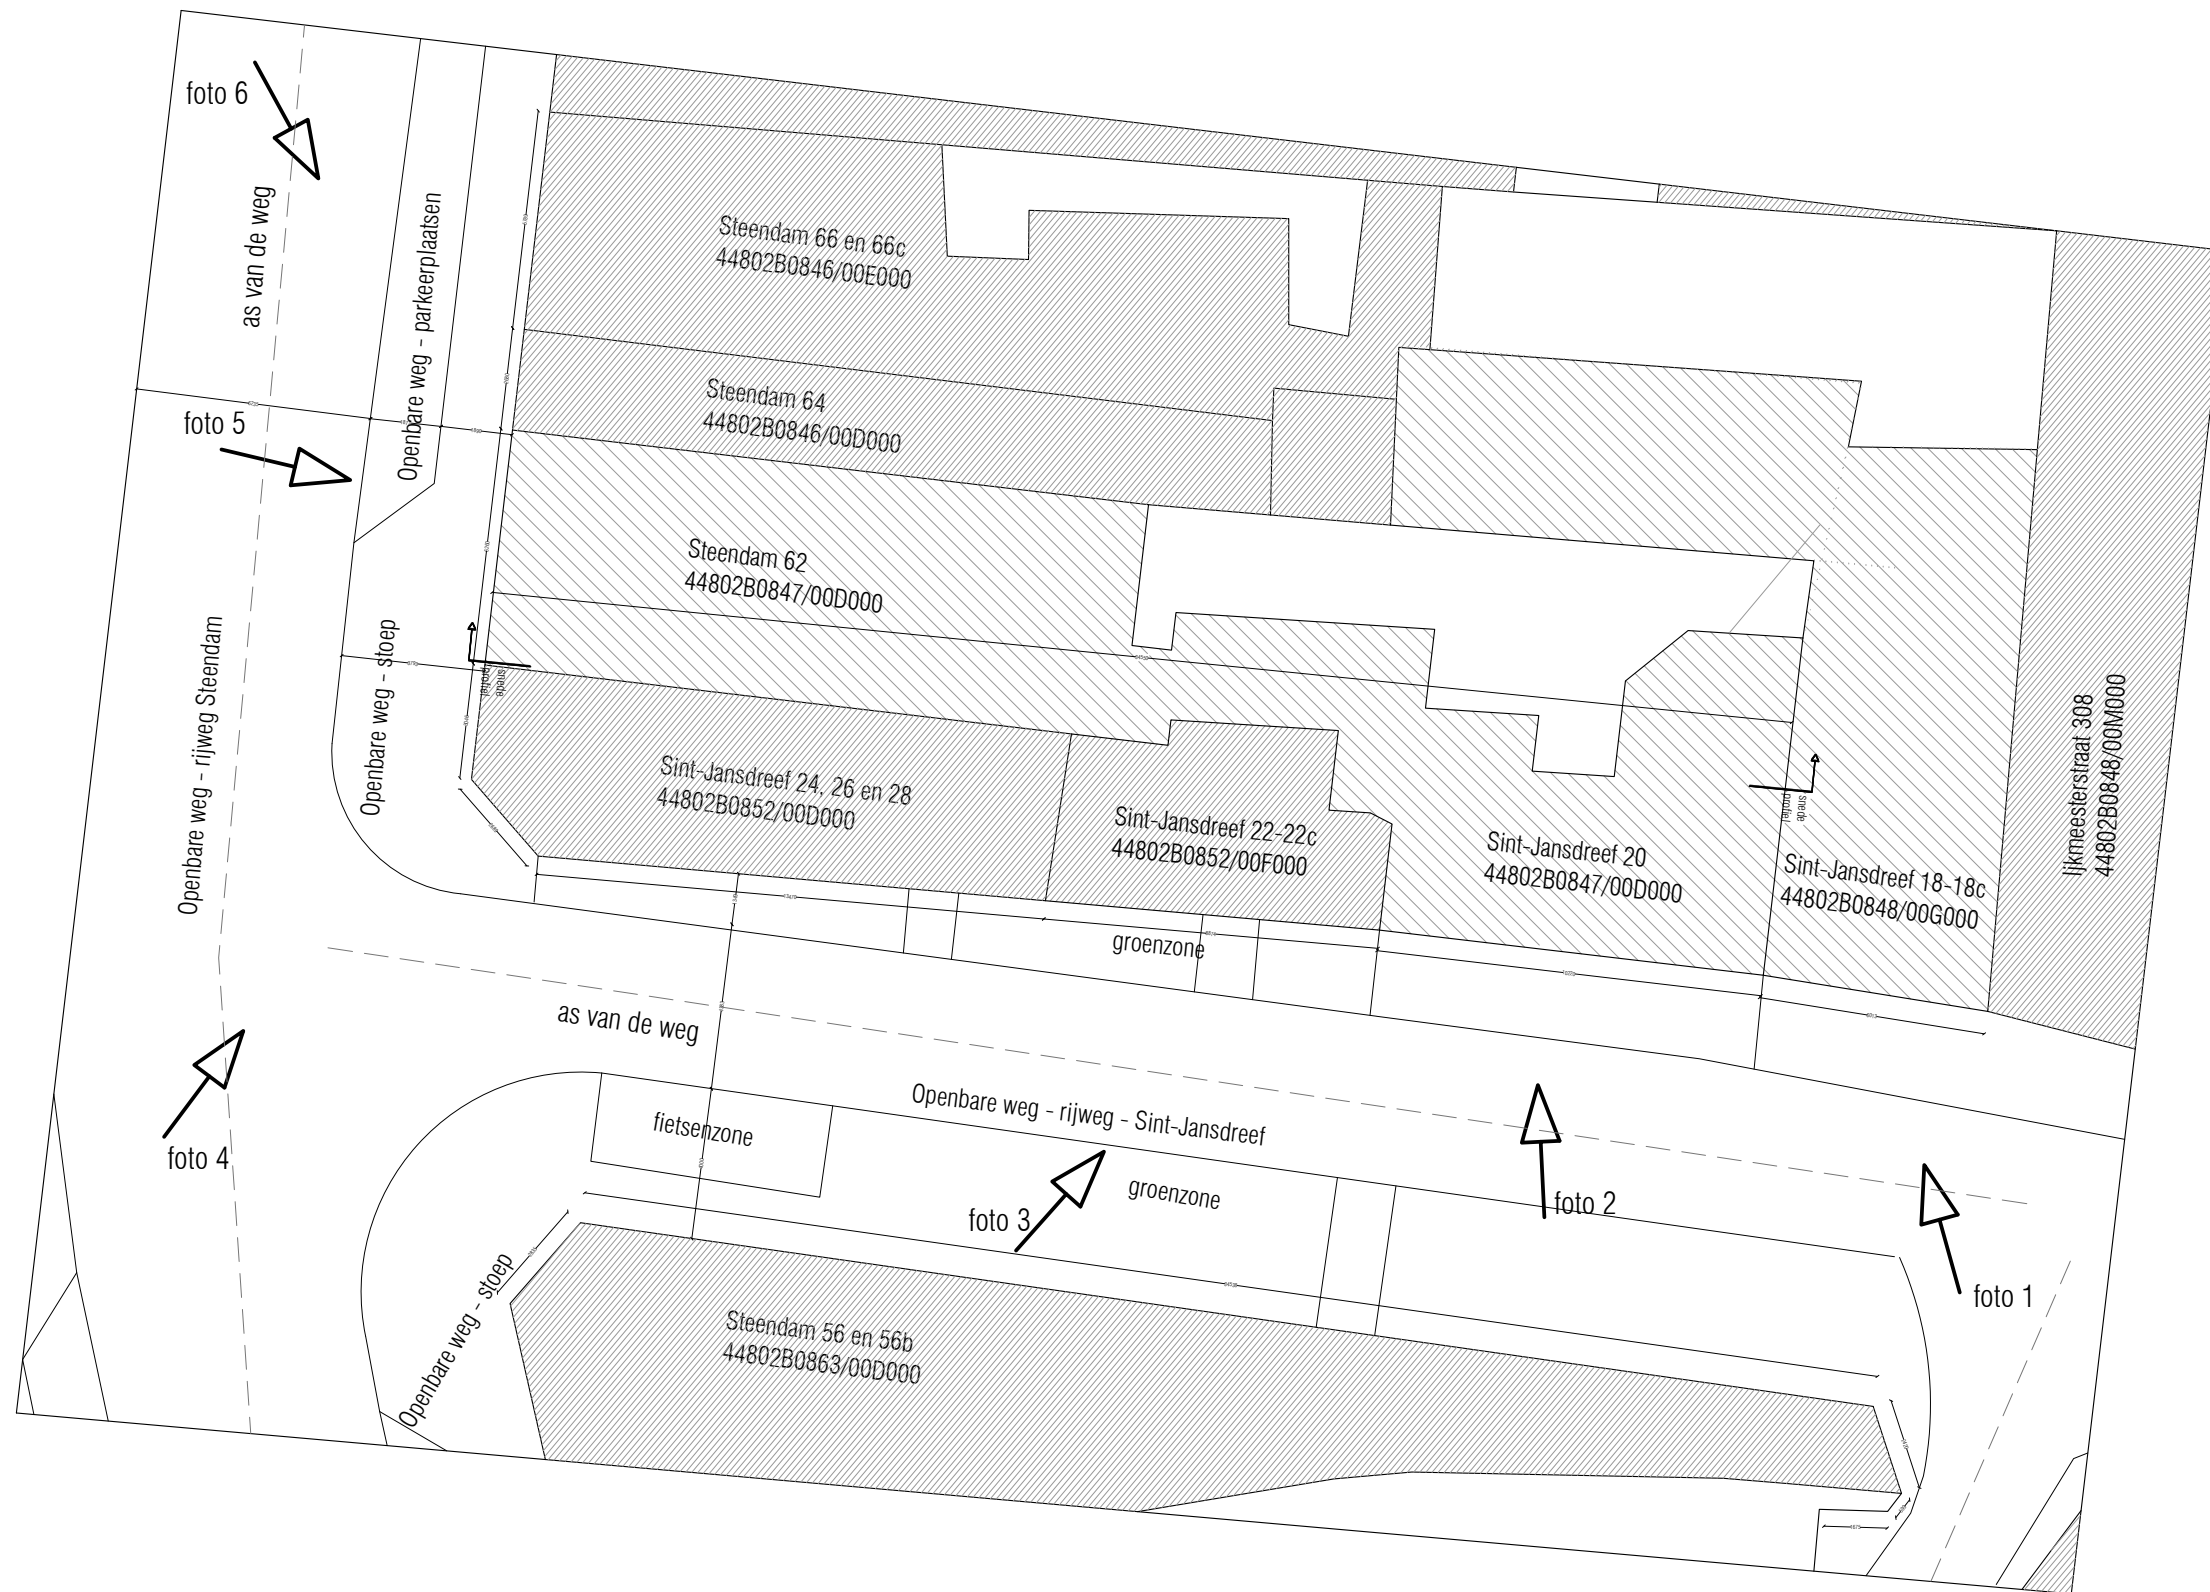 foto 6
as van de weg
Openbare weg - parkeerplaatsen
Steendam 66 en 66c
44802B0846/00E000
Steendam 64
44802B0846/00D000
foto 5
Steendam 62
44802B0847/00D000
Openbare weg - rijweg Steendam
Openbare weg - stoep
snede
profiel
Sint-Jansdreef 24, 26 en 28
44802B0852/00D000
Sint-Jansdreef 22-22c
44802B0852/00F000
Sint-Jansdreef 20
44802B0847/00D000
snede
profiel
Sint-Jansdreef 18-18c
44802B0848/00G000
Ijkmeesterstraat 308
44802B0848/00M000
groenzone
as van de weg
Openbare weg - rijweg - Sint-Jansdreef
fietsenzone
groenzone
foto 4
foto 3
foto 2
foto 1
Openbare weg - stoep
Steendam 56 en 56b
44802B0863/00D000